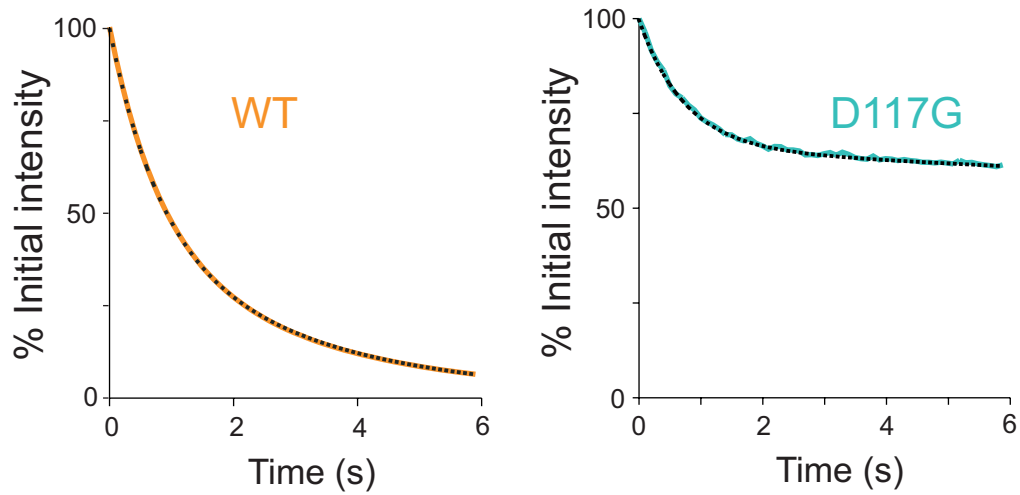 % Initial intensity
100
50
0
WT
0 2 4 6
Time (s)
% Initial intensity
100
50
0
D117G
0 2 4 6
Time (s)